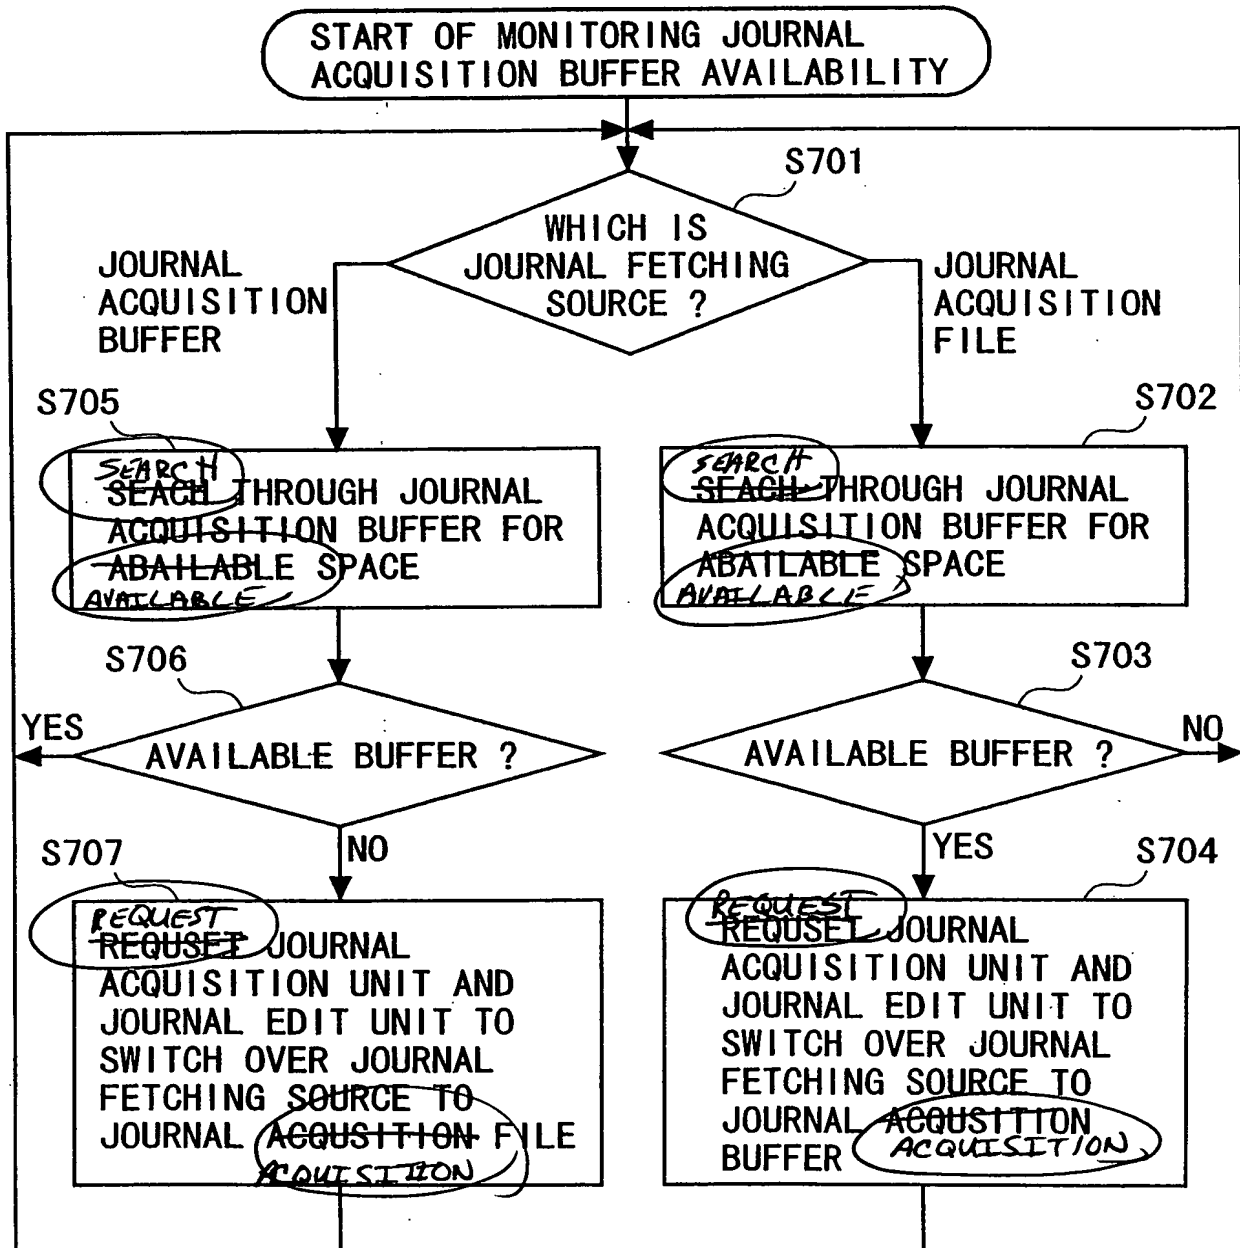 START OF MONITORING JOURNAL
ACQUISITION BUFFER AVAILABILITY
S701
WHICH IS
JOURNAL FETCHING
SOURCE ?
JOURNAL
ACQUISITION
BUFFER
JOURNAL
ACQUISITION
FILE
S705
SEARCH
SEACH THROUGH JOURNAL
ACQUISITION BUFFER FOR
ABAILABLE SPACE
AVAILABLE
S702
SEARCH
SEACH THROUGH JOURNAL
ACQUISITION BUFFER FOR
ABAILABLE SPACE
AVAILABLE
S706
YES
AVAILABLE BUFFER ?
NO
S703
AVAILABLE BUFFER ?
NO
YES
S707
REQUEST
REQUSET JOURNAL
ACQUISITION UNIT AND
JOURNAL EDIT UNIT TO
SWITCH OVER JOURNAL
FETCHING SOURCE TO
JOURNAL ACQUSITION FILE
ACQUISITION
S704
REQUEST
REQUSET JOURNAL
ACQUISITION UNIT AND
JOURNAL EDIT UNIT TO
SWITCH OVER JOURNAL
FETCHING SOURCE TO
JOURNAL ACQUSITION
BUFFER ACQUISITION